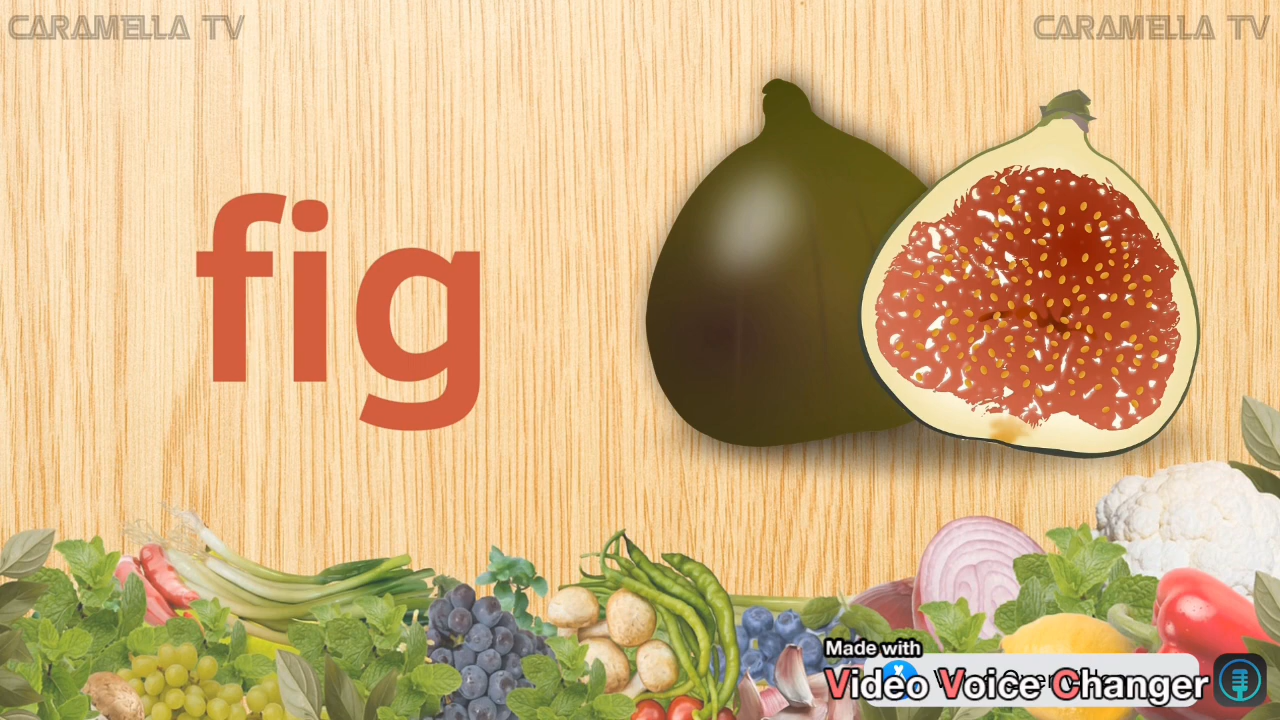 CARAMELLA TV
CARAMELLA TV
fig
Made with
Video Voice Changer